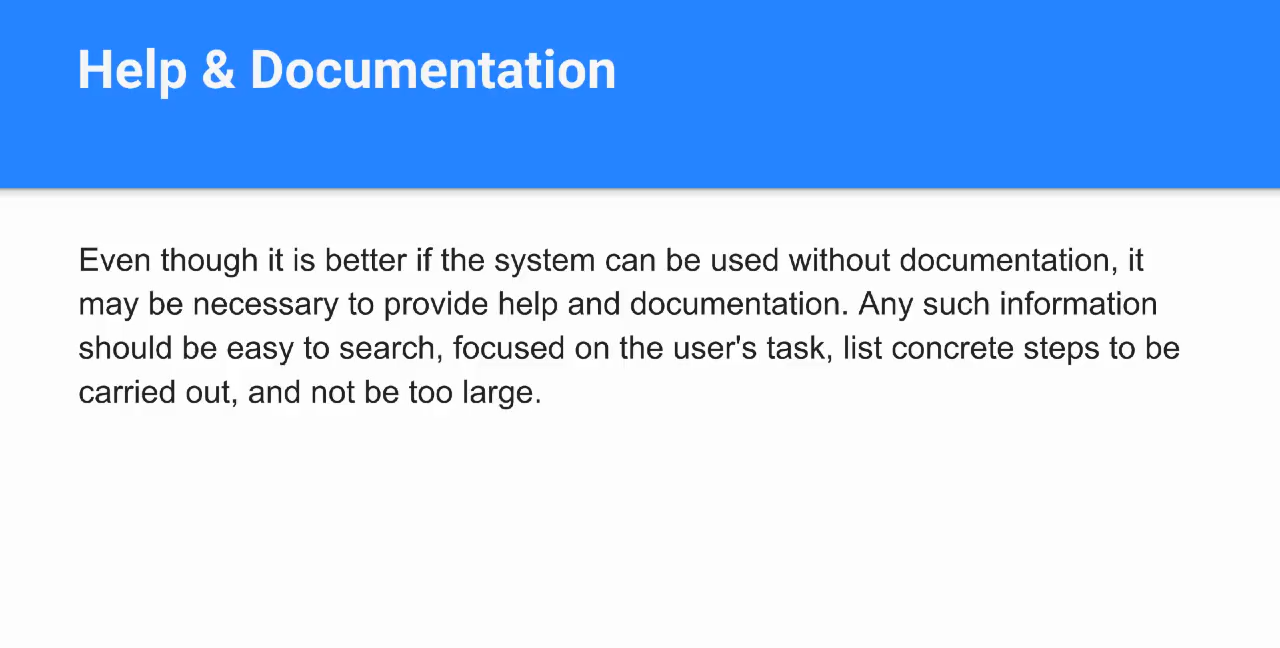 Help & Documentation
Even though it is better if the system can be used without documentation, it
may be necessary to provide help and documentation. Any such information
should be easy to search, focused on the user's task, list concrete steps to be
carried out, and not be too large.